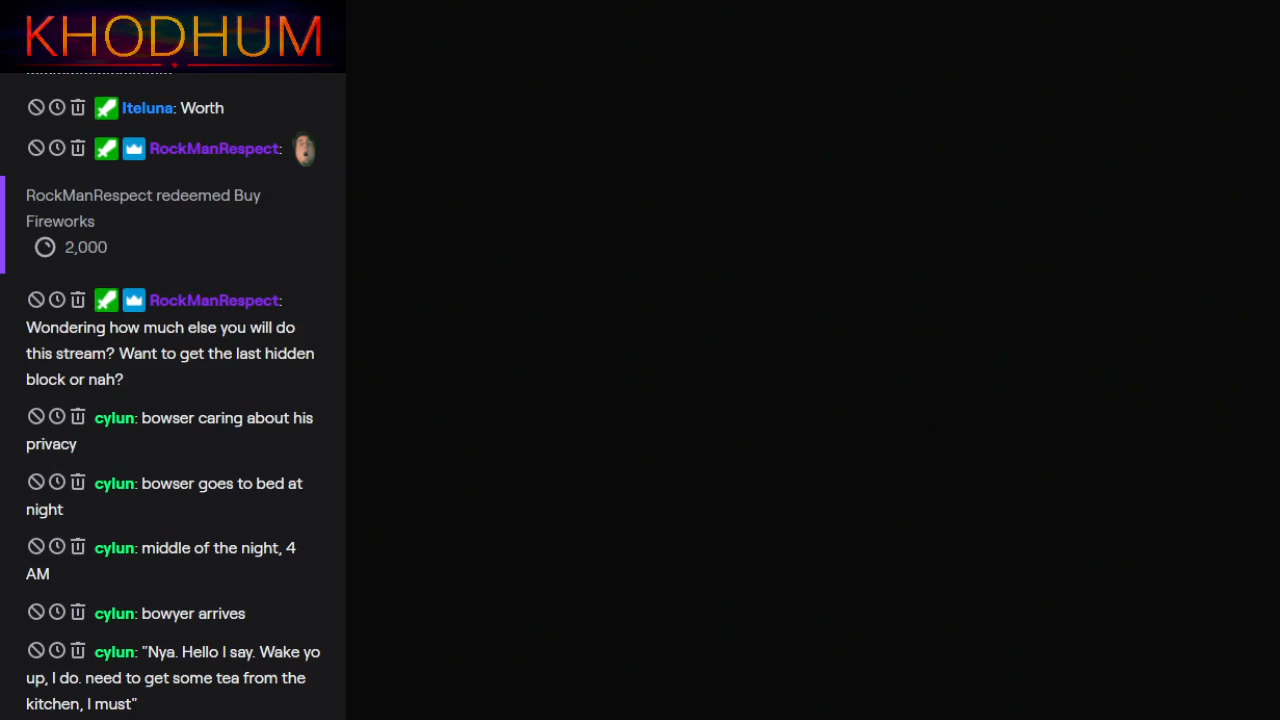 KHODHUM
Iteluna: Worth
RockManRespect:
RockManRespect redeemed Buy
Fireworks
2,000
RockManRespect:
Wondering how much else you will do
this stream? Want to get the last hidden
block or nah?
cylun: bowser caring about his
privacy
cylun: bowser goes to bed at
night
cylun: middle of the night, 4
AM
cylun: bowyer arrives
cylun: "Nya. Hello I say. Wake yo
up, I do. need to get some tea from the
kitchen, I must"